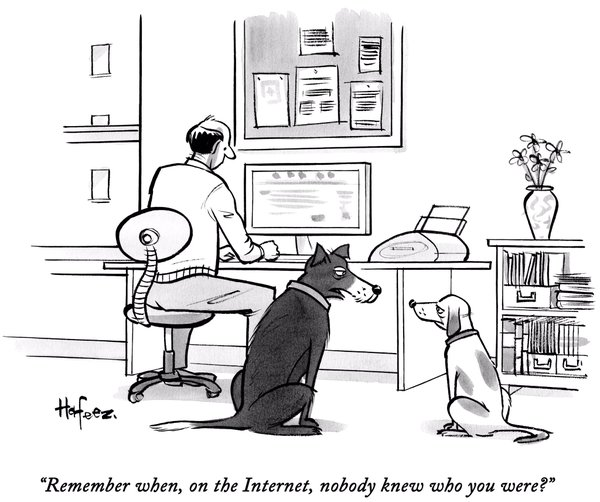 Hafeez.
“Remember when, on the Internet, nobody knew who you were?”